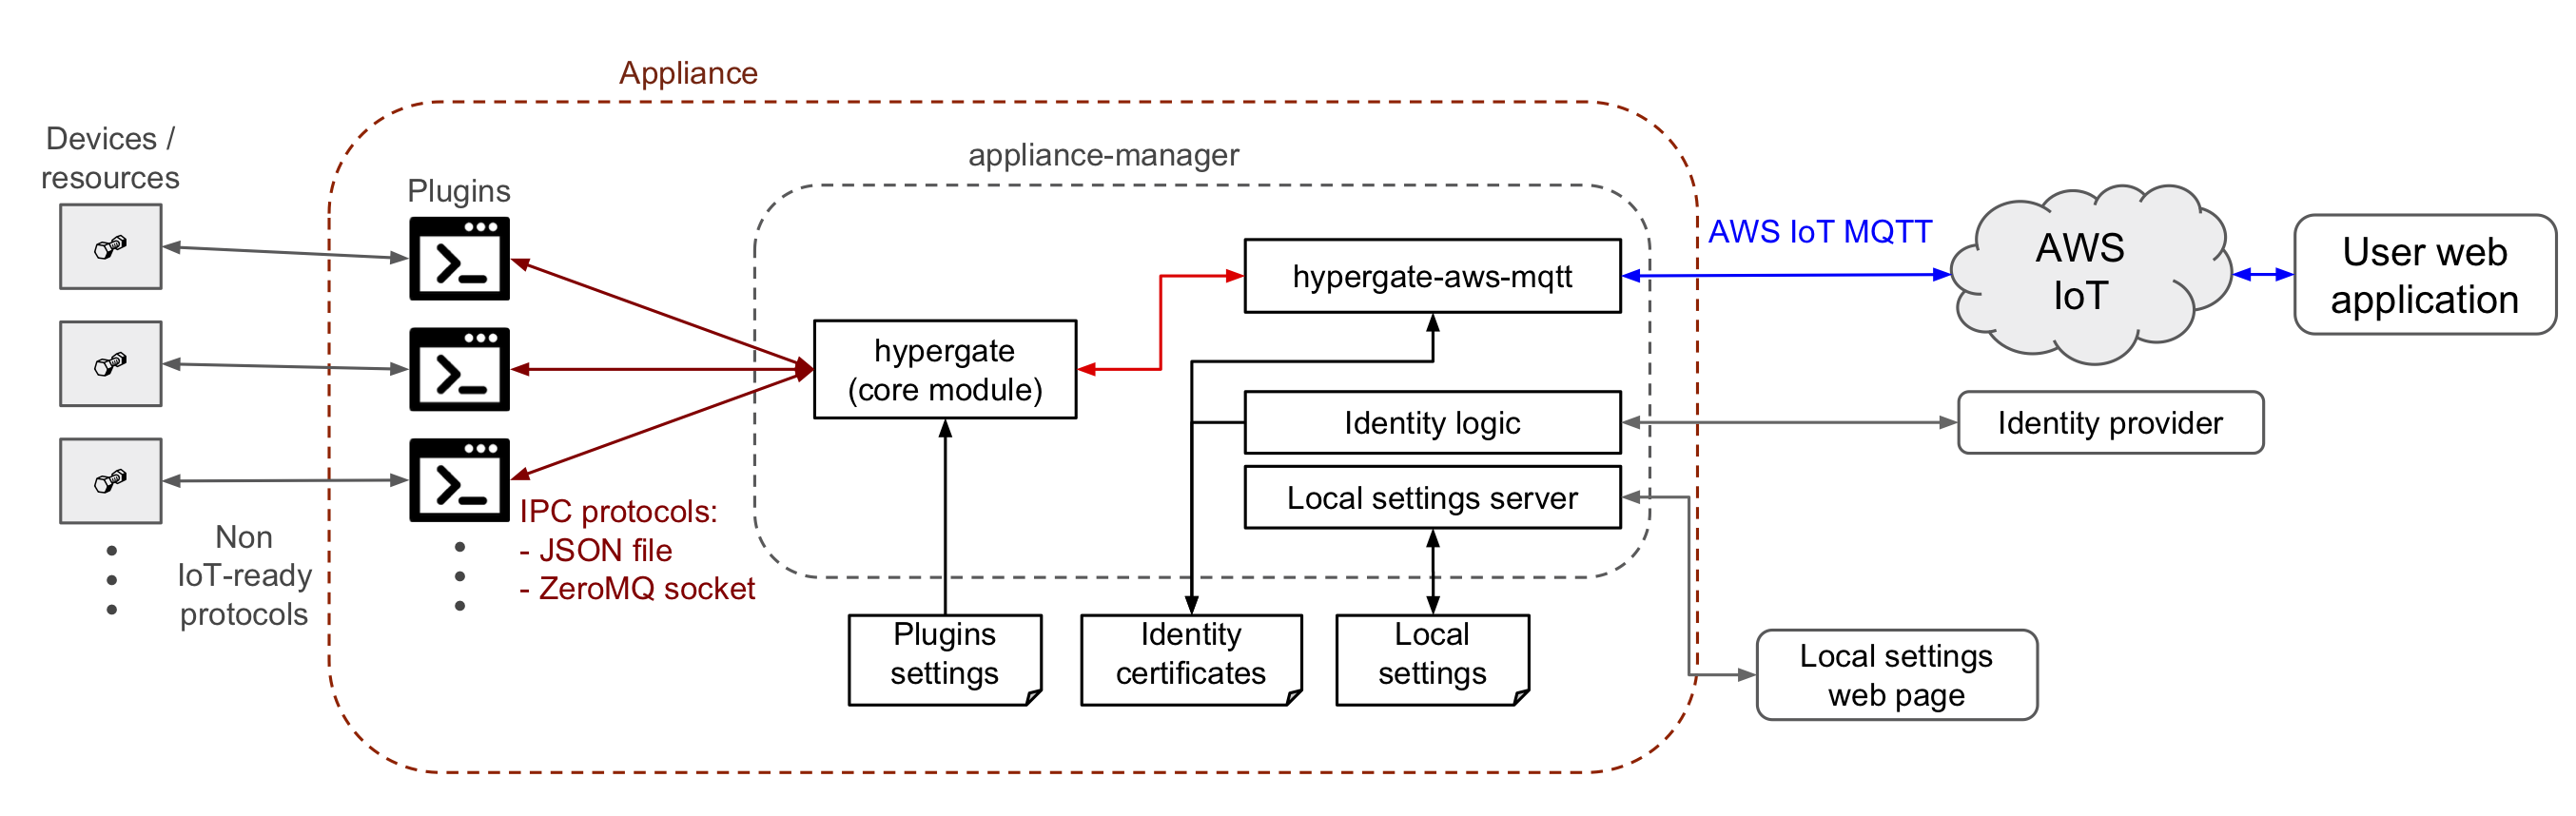 Appliance
Devices /
resources
appliance-manager
Plugins
AWS IoT MQTT
AWS
IoT
User web
application
hypergate-aws-mqtt
hypergate
(core module)
Identity logic
Identity provider
Local settings server
IPC protocols:
- JSON file
- ZeroMQ socket
Non
IoT-ready
protocols
Plugins
settings
Identity
certificates
Local
settings
Local settings
web page